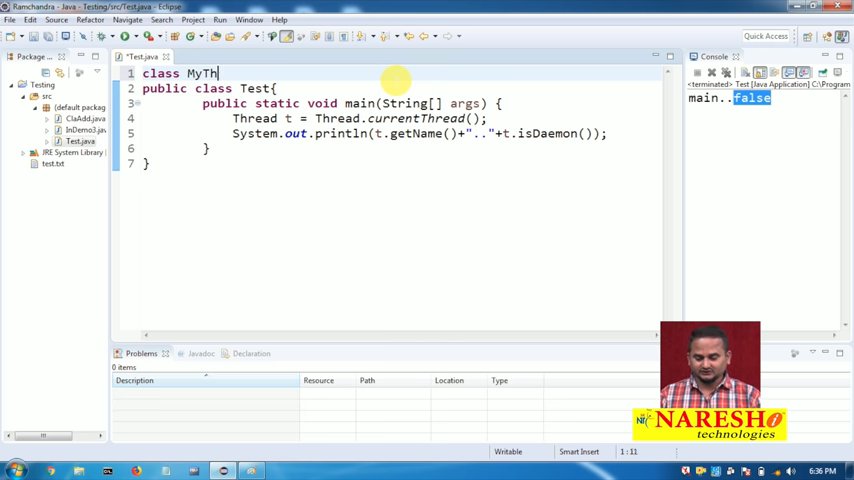 Ramchandra - Java - Testing/src/Test.java - Eclipse
File Edit Source Refactor Navigate Search Project Run Window Help
Quick Access
Package ...
Testing
src
(default packag
ClaAdd.java
InDemo3.java
Test.java
JRE System Library [
test.txt
*Test.java
1 class MyTh
2 public class Test{
3 public static void main(String[] args) {
4 Thread t = Thread.currentThread();
5 System.out.println(t.getName()+".."+t.isDaemon());
6 }
7 }
Console
<terminated> Test [Java Application] C:\Program
main..false
Problems Javadoc Declaration
0 items
Description Resource Path Location Type
NARESH i
technologies
Writable Smart Insert 1 : 11
6:36 PM